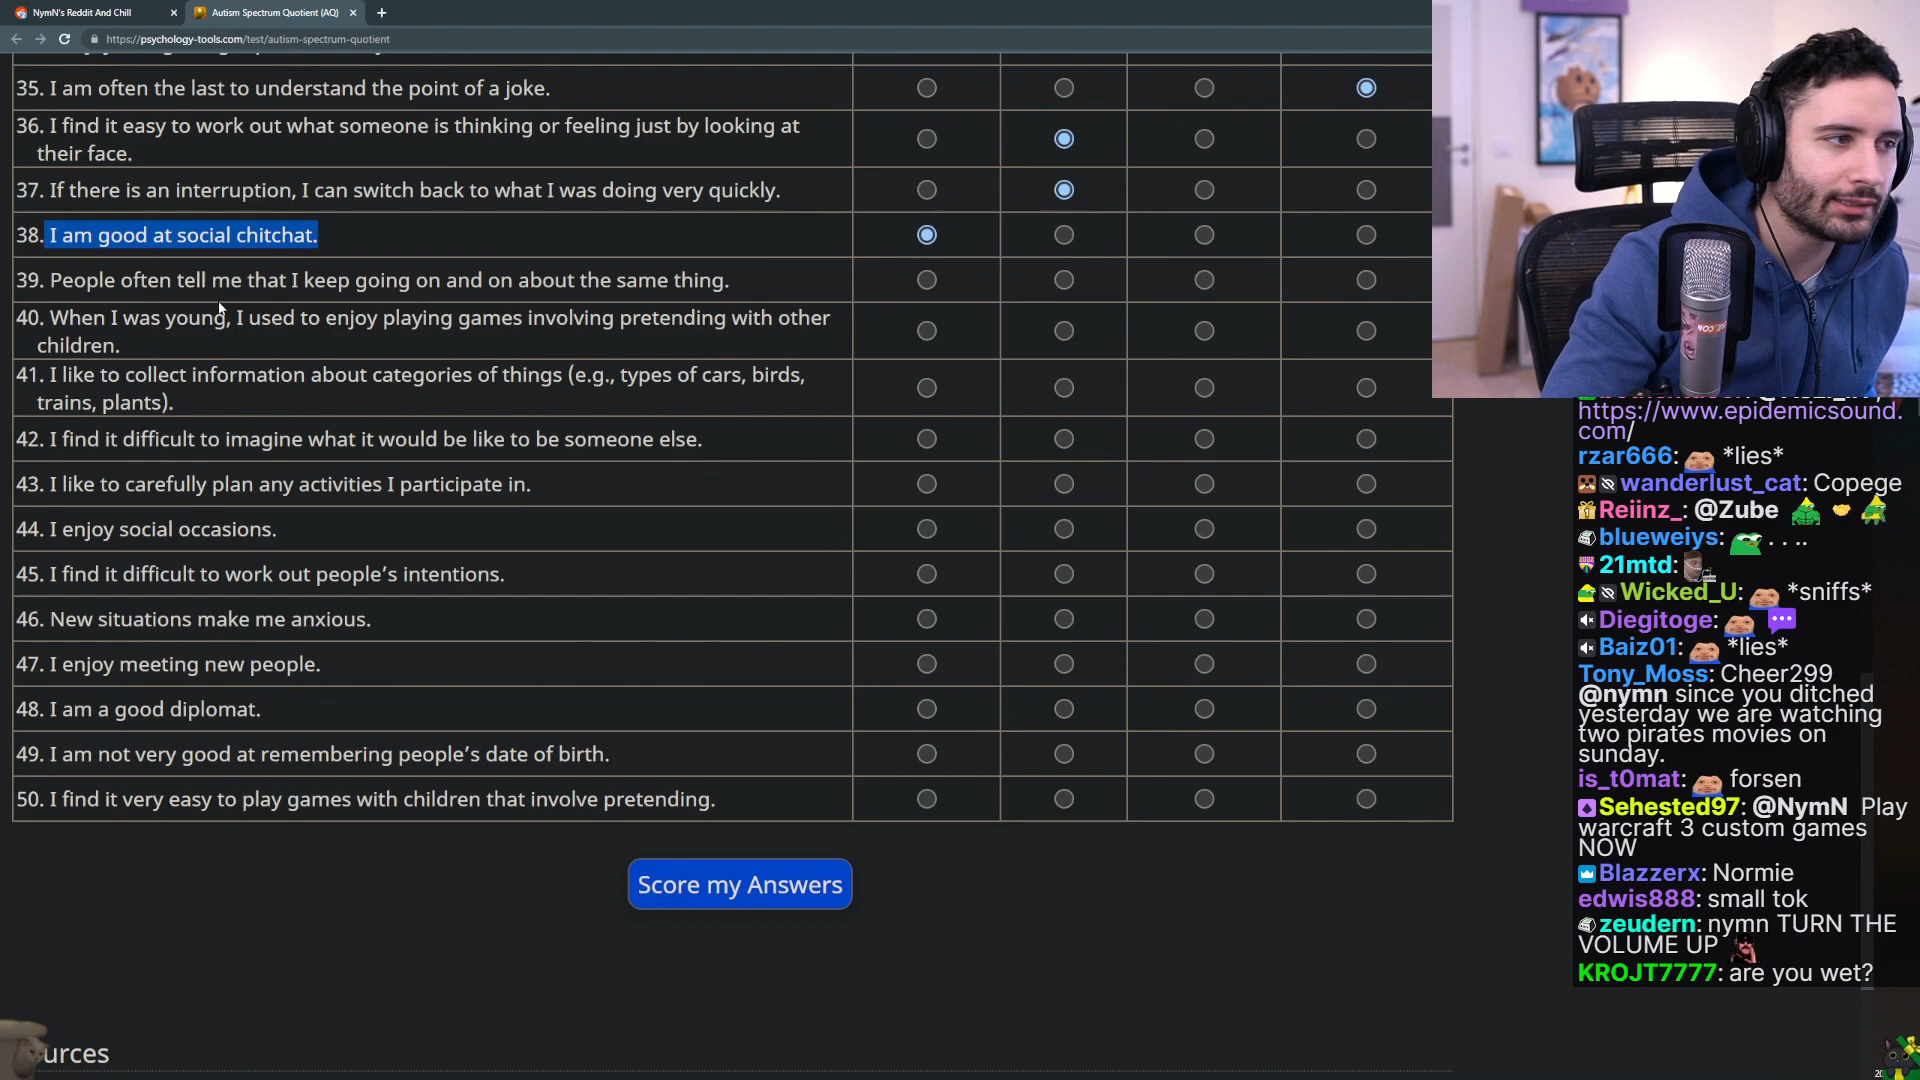 NymN's Reddit And Chill
Autism Spectrum Quotient (AQ)
https://psychology-tools.com/test/autism-spectrum-quotient
35. I am often the last to understand the point of a joke.
36. I find it easy to work out what someone is thinking or feeling just by looking at
their face.
37. If there is an interruption, I can switch back to what I was doing very quickly.
38. I am good at social chitchat.
39. People often tell me that I keep going on and on about the same thing.
40. When I was young, I used to enjoy playing games involving pretending with other
children.
41. I like to collect information about categories of things (e.g., types of cars, birds,
trains, plants).
42. I find it difficult to imagine what it would be like to be someone else.
43. I like to carefully plan any activities I participate in.
44. I enjoy social occasions.
45. I find it difficult to work out people's intentions.
46. New situations make me anxious.
47. I enjoy meeting new people.
48. I am a good diplomat.
49. I am not very good at remembering people's date of birth.
50. I find it very easy to play games with children that involve pretending.
Score my Answers
urces
https://www.epidemicsound.
com/
rzar666: *lies*
wanderlust_cat: Copege
Reiinz_: @Zube
blueweiys: . . ..
21mtd:
Wicked_U: *sniffs*
Diegitoge:
Baiz01: *lies*
Tony_Moss: Cheer299
@nymn since you ditched
yesterday we are watching
two pirates movies on
sunday.
is_t0mat: forsen
Sehested97: @NymN Play
warcraft 3 custom games
NOW
Blazzerx: Normie
edwis888: small tok
zeudern: nymn TURN THE
VOLUME UP
KROJT7777: are you wet?